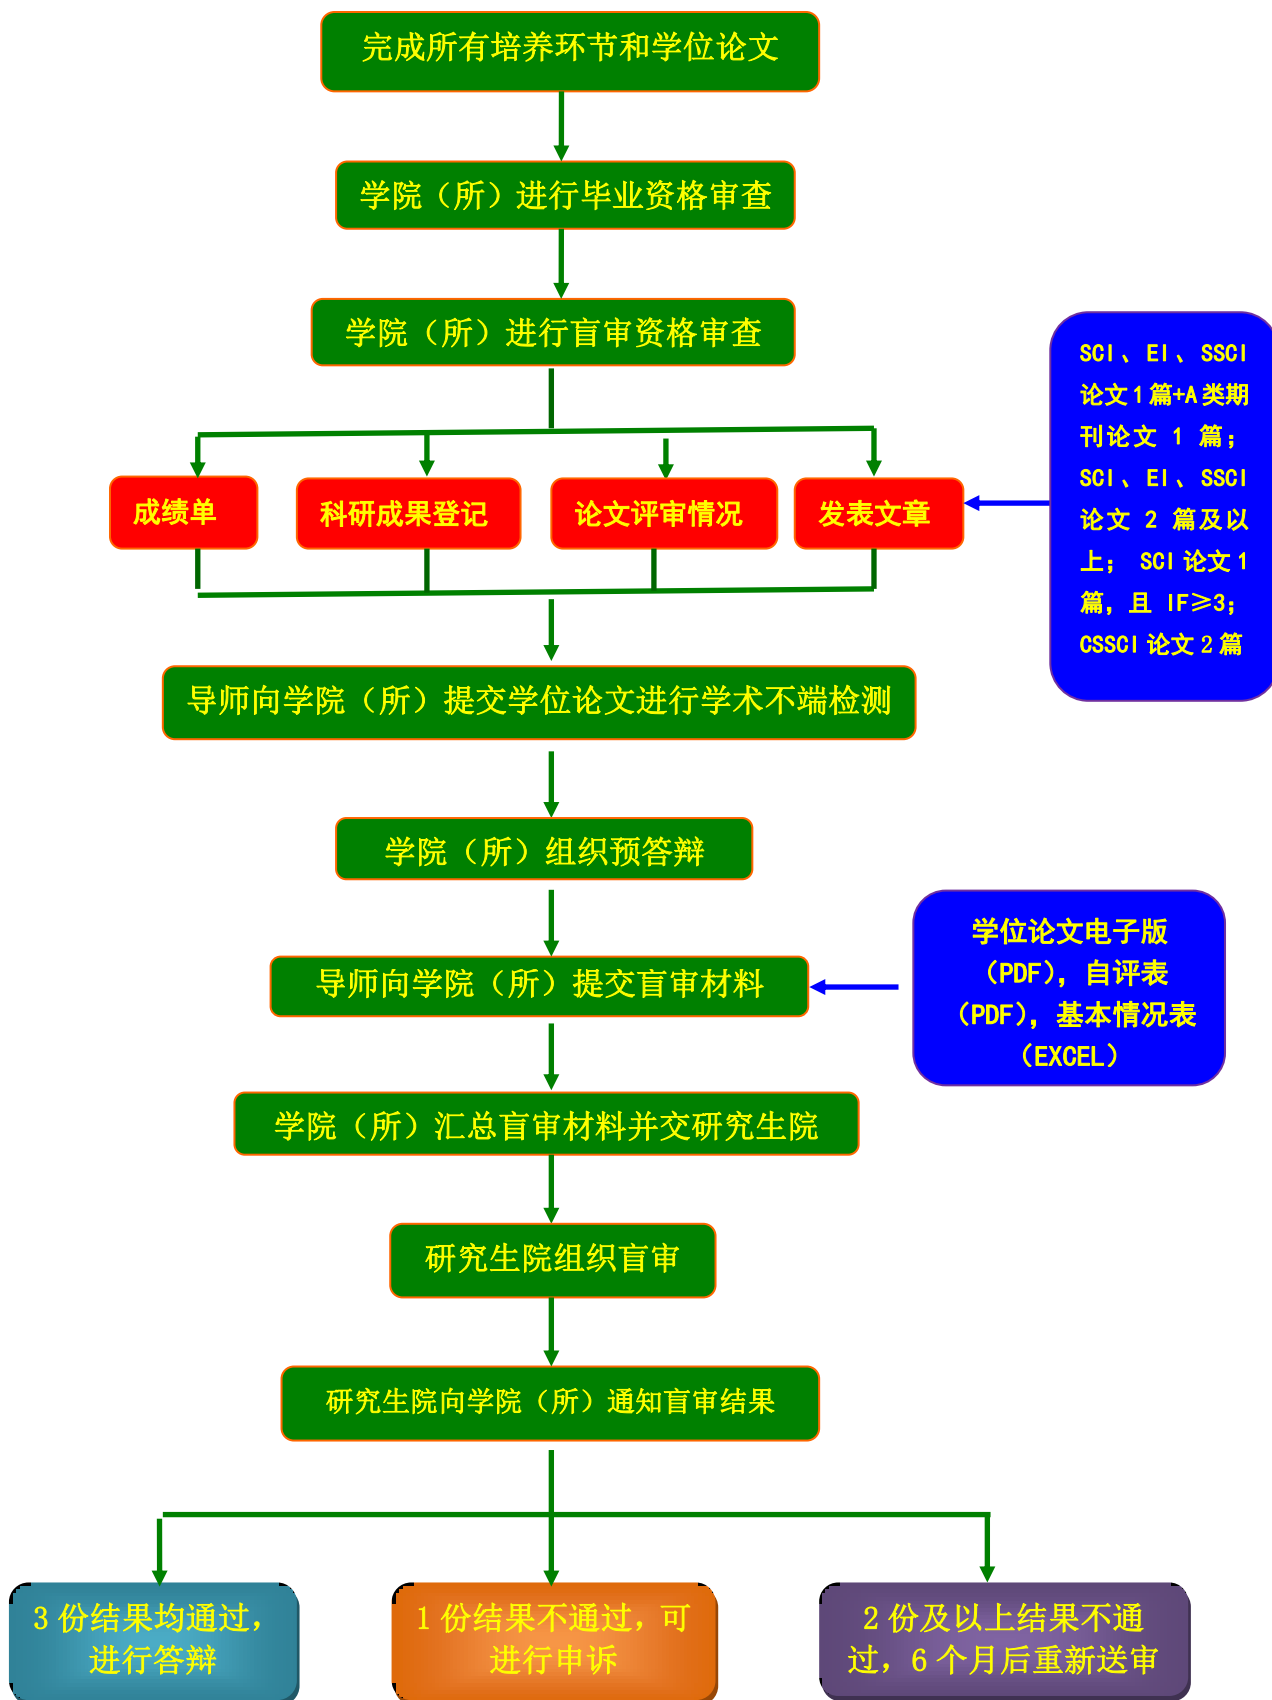 完成所有培养环节和学位论文
学院（所）进行毕业资格审查
学院（所）进行盲审资格审查
SCI、EI、SSCI
论文1篇+A类期
刊论文 1 篇；
SCI、EI、SSCI
论文 2 篇及以
上； SCI论文1
篇，且 IF≥3；
CSSCI论文2篇
成绩单
科研成果登记
论文评审情况
发表文章
导师向学院（所）提交学位论文进行学术不端检测
学院（所）组织预答辩
学位论文电子版
（PDF），自评表
（PDF），基本情况表
（EXCEL）
导师向学院（所）提交盲审材料
学院（所）汇总盲审材料并交研究生院
研究生院组织盲审
研究生院向学院（所）通知盲审结果
3 份结果均通过，
进行答辩
1 份结果不通过，可
进行申诉
2 份及以上结果不通
过，6 个月后重新送审